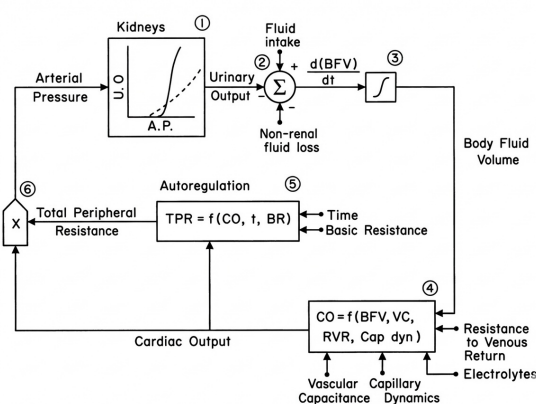 Kidneys
①
U.O
A.P.
Arterial
Pressure
Urinary
Output
Fluid
intake
②
+
Σ
−
−
Non-renal
fluid loss
d(BFV)
dt
③
∫
Body Fluid
Volume
⑥
X
Total Peripheral
Resistance
Autoregulation
⑤
TPR = f(CO, t, BR)
Time
Basic Resistance
④
CO = f(BFV, VC,
RVR, Cap dyn)
Resistance
to Venous
Return
Electrolytes
Cardiac Output
Vascular
Capacitance
Capillary
Dynamics